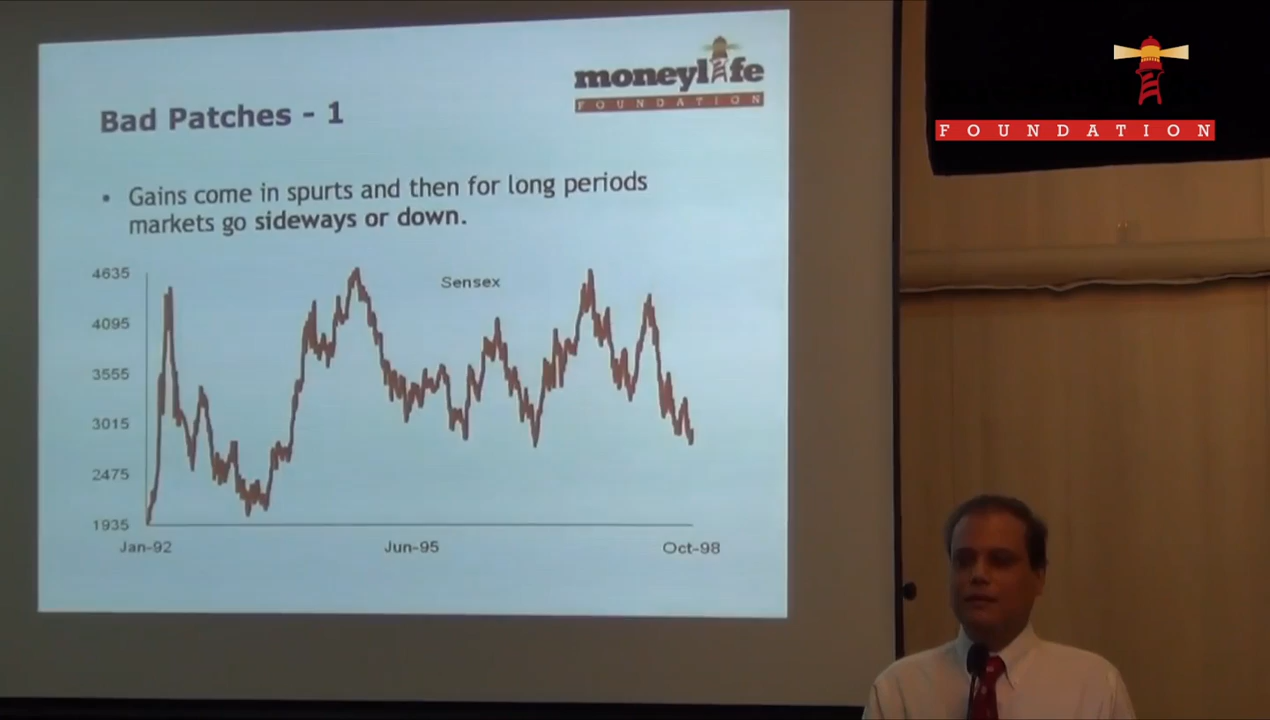 moneylife
FOUNDATION
Bad Patches - 1
▪ Gains come in spurts and then for long periods
markets go sideways or down.
Sensex
4635
4095
3555
3015
2475
1935
Jan-92
Jun-95
Oct-98
FOUNDATION